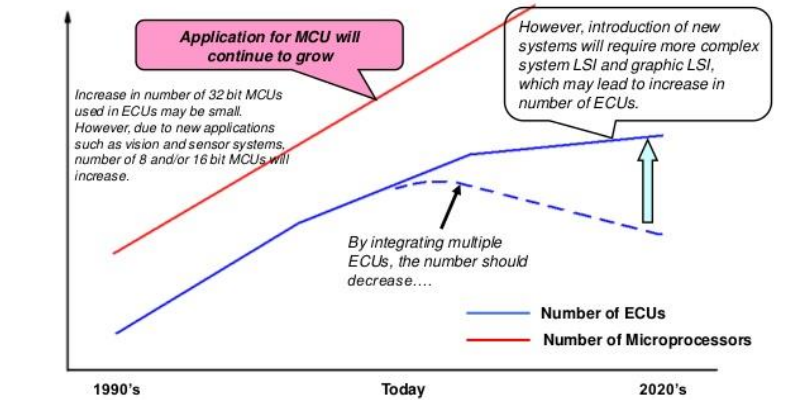 Application for MCU will
continue to grow
However, introduction of new
systems will require more complex
system LSI and graphic LSI,
which may lead to increase in
number of ECUs.
Increase in number of 32 bit MCUs
used in ECUs may be small.
However, due to new applications
such as vision and sensor systems,
number of 8 and/or 16 bit MCUs will
increase.
By integrating multiple
ECUs, the number should
decrease....
Number of ECUs
Number of Microprocessors
1990's
Today
2020's